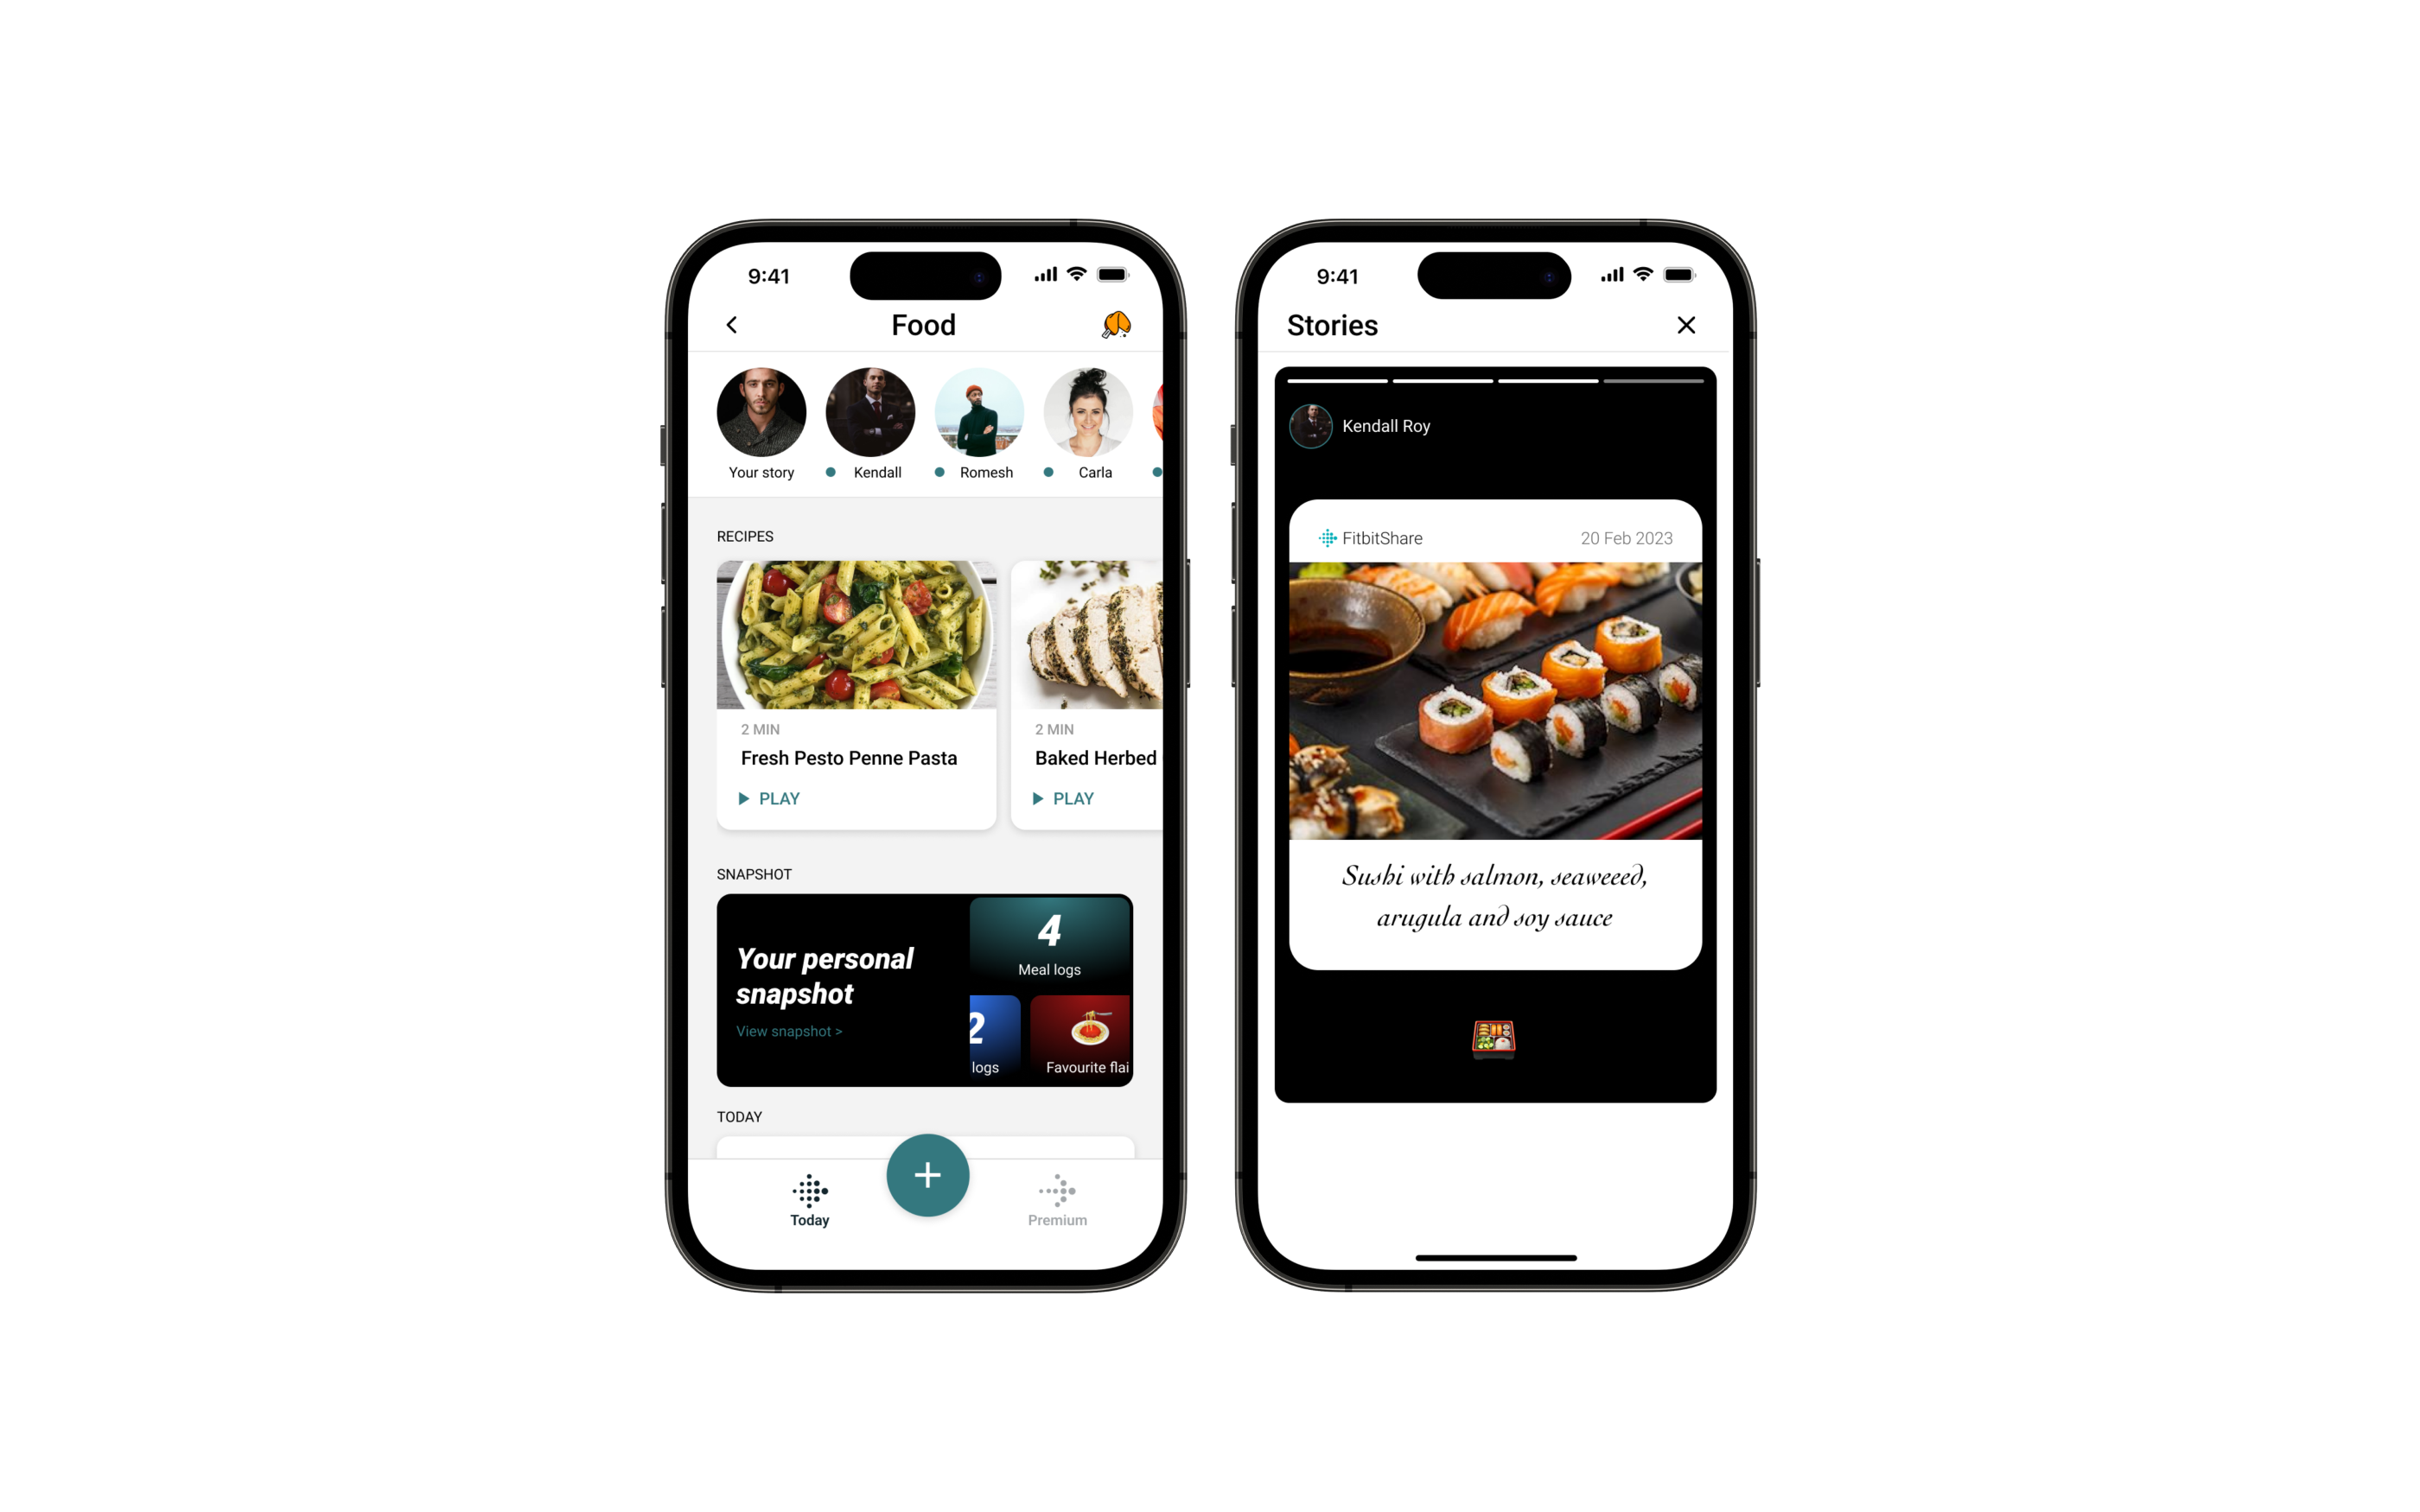 9:41
Food
Your story
Kendall
Romesh
Carla
RECIPES
2 MIN
Fresh Pesto Penne Pasta
PLAY
2 MIN
Baked Herbed
PLAY
SNAPSHOT
Your personal
snapshot
View snapshot >
4
Meal logs
2
logs
Favourite flai
TODAY
+
Today
Premium
9:41
Stories
Kendall Roy
FitbitShare
20 Feb 2023
Sushi with salmon, seaweeed,
arugula and soy sauce